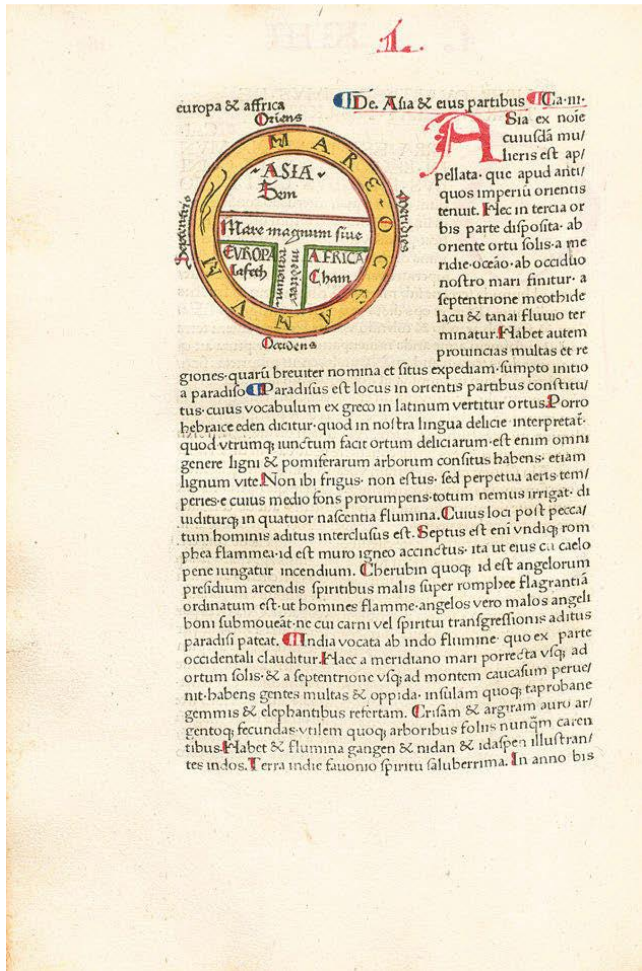 1.
europa & affrica
De. Asia & eius partibus Ca·III·
Oriens
MARE OCEANUM
ASIA
Sem
Septentrio
Meridies
Mare magnum siue
mediterraneum
EVROPA
Iafeth
AFRICA
Cham
Occidens
ASia ex noīe
cuiusdā mu/
lieris est ap/
pellata· que apud anti/
quos imperiū orientis
tenuit. Hec in tercia or
bis parte disposita· ab
oriente ortu solis· a me
ridie·oceāo·ab occiduo
nostro mari finitur· a
septentrione meothide
lacu & tanai fluuio ter
minatur. Habet autem
prouincias multas et re
giones·quarū breuiter nomina et situs expediam·sumpto initio
a paradiso Paradisus est locus in orientis partibus constitu/
tus·cuius vocabulum ex greco in latinum vertitur ortus. Porro
hebraice eden dicitur·quod in nostra lingua delicie interpretat̄·
quod vtrumq; iunctum facit ortum deliciarum·est enim omni
genere ligni & pomiferarum arborum consitus habens· etiam
lignum vite. Non ibi frigus· non estus· sed perpetua aeris tem/
peries·e cuius medio fons prorumpens·totum nemus irrigat· di
uiditurq; in quatuor nascentia flumina. Cuius loci post pecca/
tum hominis aditus interclusus est. Septus est eni vndiq; rom
phea flammea·id est muro igneo accinctus· ita ut eius cū caelo
pene iungatur incendium. Cherubin quoq; id est angelorum
presidium arcendis spiritibus malis super romphee flagrantiā
ordinatum est·ut homines flamme·angelos vero malos angeli
boni submoueāt·ne cui carni vel spiritui transgressionis aditus
paradisi pateat. India vocata ab indo flumine· quo ex parte
occidentali clauditur. Haec a meridiano mari porrecta vsq; ad
ortum solis·& a septentrione vsq; ad montem caucasum perue/
nit·habens gentes multas & oppida· insulam quoq; taprobane
gemmis & elephantibus refertam. Crisam & argiram auro ar/
gentoq; fecundas·vtilem quoq; arboribus foliis nunq̄m caren
tibus. Habet & flumina gangen & nidan & idaspen illustran/
tes indos. Terra indie fauonio spiritu saluberrima. In anno bis